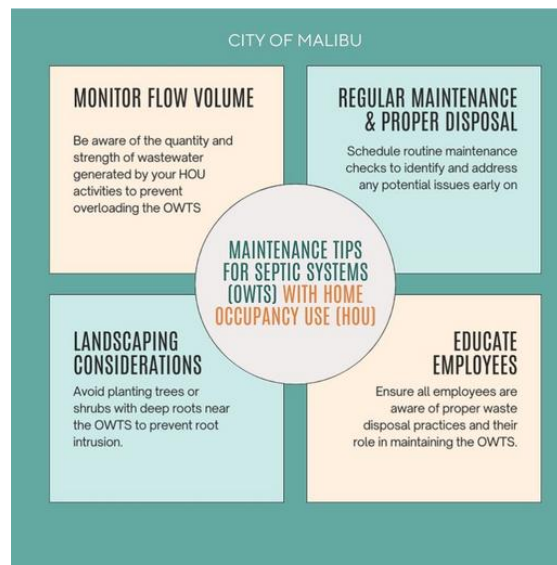 CITY OF MALIBU
MONITOR FLOW VOLUME
Be aware of the quantity and
strength of wastewater
generated by your HOU
activities to prevent
overloading the OWTS
REGULAR MAINTENANCE
& PROPER DISPOSAL
Schedule routine maintenance
checks to identify and address
any potential issues early on
MAINTENANCE TIPS
FOR SEPTIC SYSTEMS
(OWTS) WITH HOME
OCCUPANCY USE (HOU)
LANDSCAPING
CONSIDERATIONS
Avoid planting trees or
shrubs with deep roots near
the OWTS to prevent root
intrusion.
EDUCATE
EMPLOYEES
Ensure all employees are
aware of proper waste
disposal practices and their
role in maintaining the OWTS.